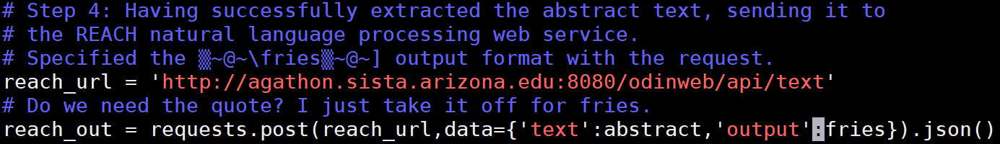 # Step 4: Having successfully extracted the abstract text, sending it to
# the REACH natural language processing web service.
# Specified the ▒~@~\fries▒~@~] output format with the request.
reach_url = 'http://agathon.sista.arizona.edu:8080/odinweb/api/text'
# Do we need the quote? I just take it off for fries.
reach_out = requests.post(reach_url,data={'text':abstract,'output':fries}).json()